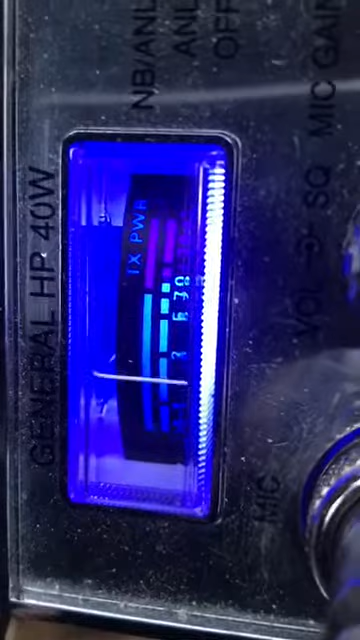 NB/ANL
ANL
OFF
MIC GAIN
GENERAL HP 40W
TX PWR
VOL
SQ
MIC